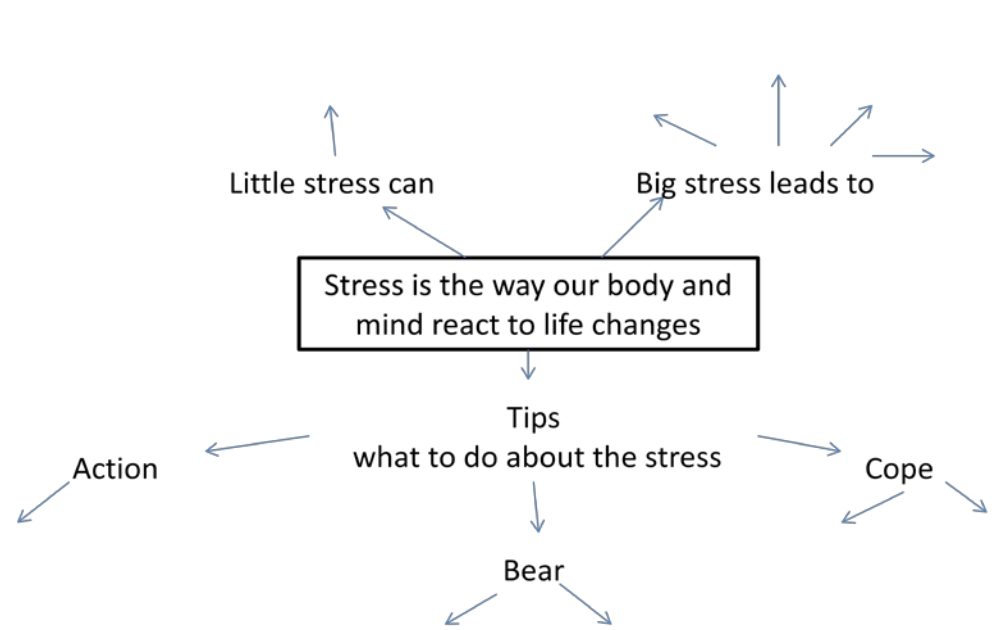 Little stress can
Big stress leads to
Stress is the way our body and
mind react to life changes
Tips
what to do about the stress
Action
Cope
Bear